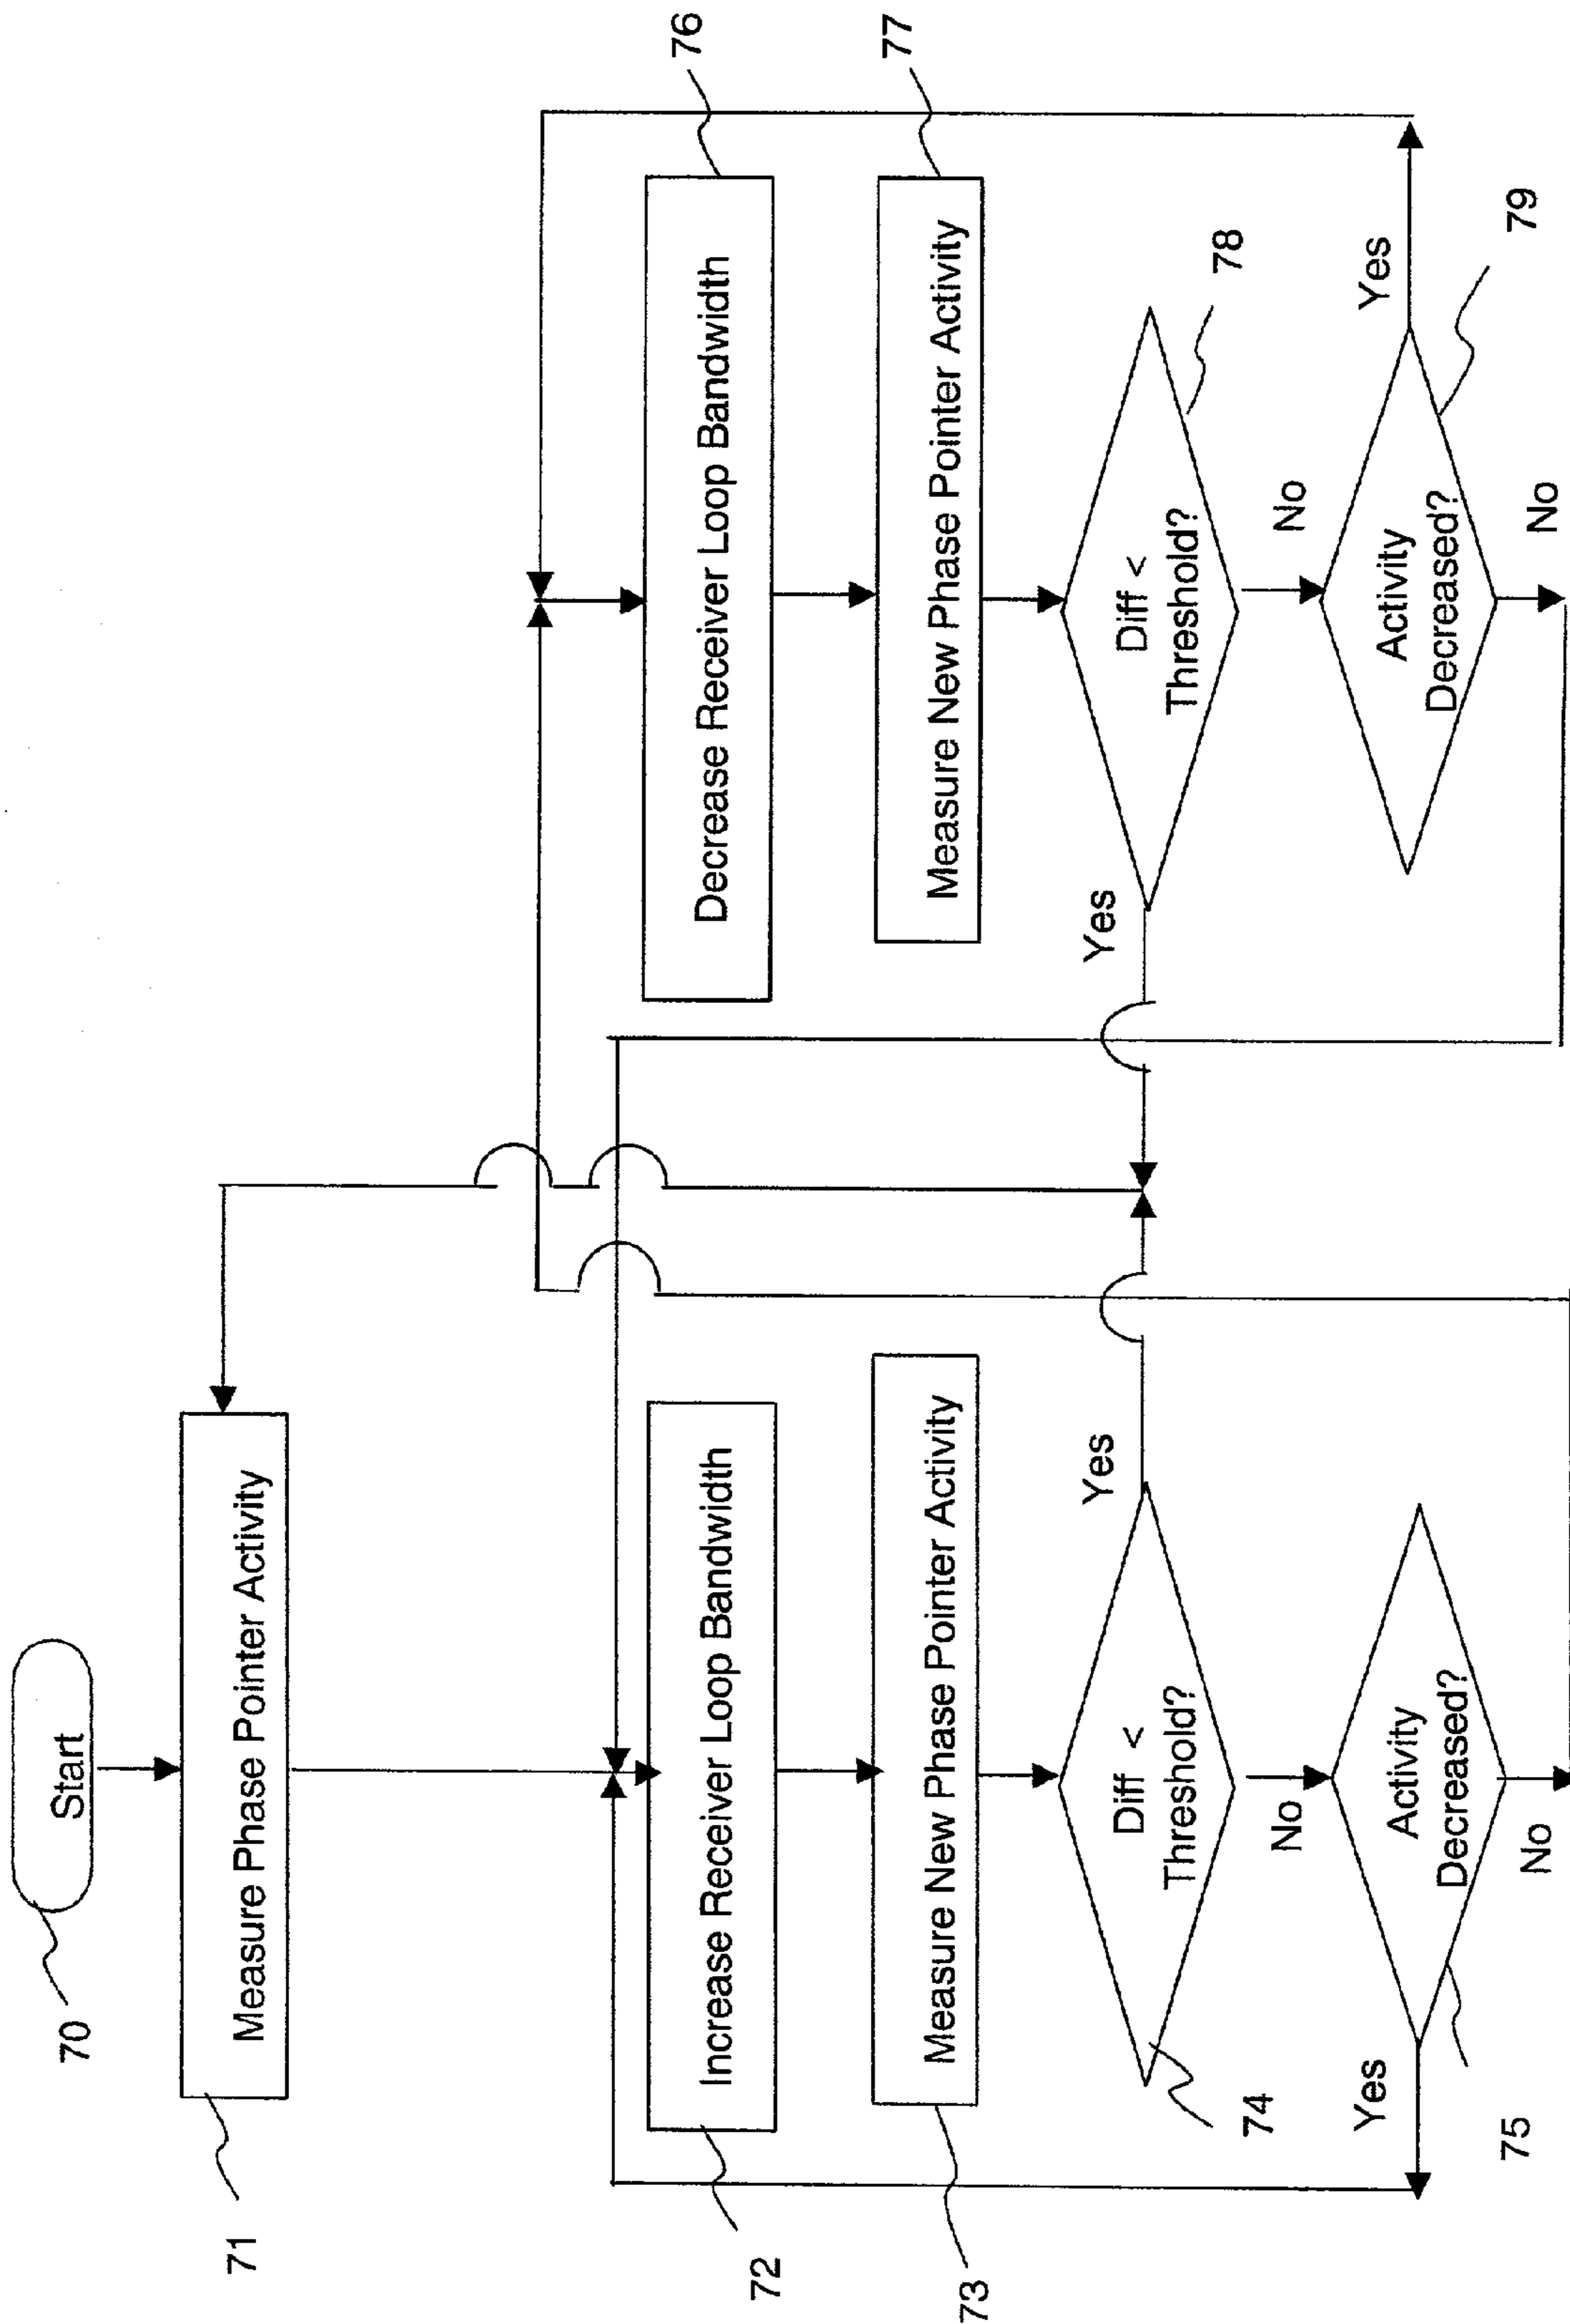 70
Start
71
Measure Phase Pointer Activity
72
Increase Receiver Loop Bandwidth
73
Measure New Phase Pointer Activity
74
Diff <
Threshold?
Yes
No
75
Activity
Decreased?
Yes
No
76
Decrease Receiver Loop Bandwidth
77
Measure New Phase Pointer Activity
78
Diff <
Threshold?
Yes
No
79
Activity
Decreased?
Yes
No